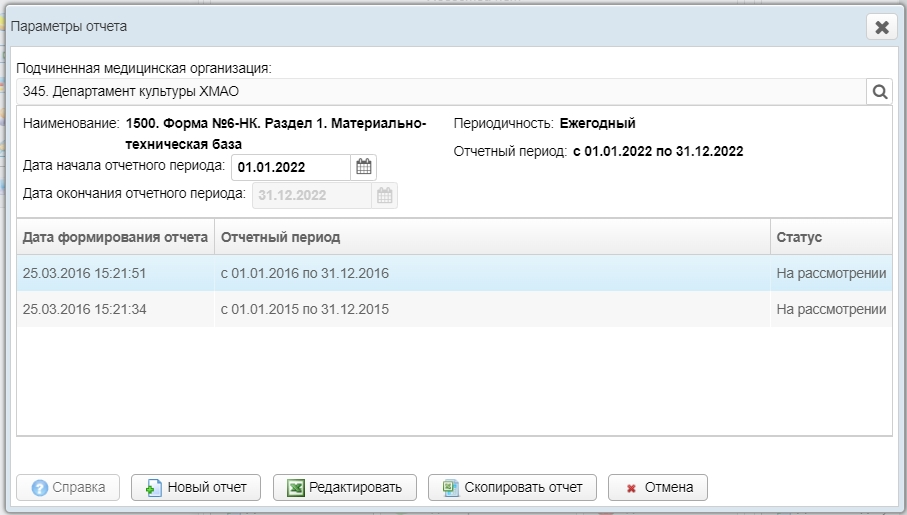 Параметры отчета
Подчиненная медицинская организация:
345. Департамент культуры ХМАО
Наименование: 1500. Форма №6-НК. Раздел 1. Материально-
техническая база
Периодичность: Ежегодный
Отчетный период: с 01.01.2022 по 31.12.2022
Дата начала отчетного периода: 01.01.2022
Дата окончания отчетного периода: 31.12.2022
Дата формирования отчета Отчетный период Статус
25.03.2016 15:21:51 с 01.01.2016 по 31.12.2016 На рассмотрении
25.03.2016 15:21:34 с 01.01.2015 по 31.12.2015 На рассмотрении
Справка Новый отчет Редактировать Скопировать отчет Отмена